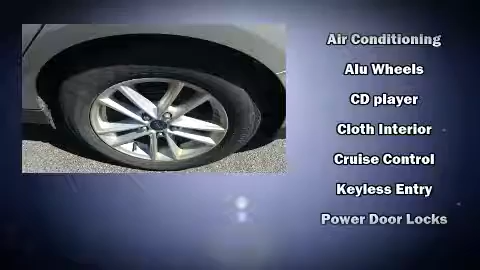 Air Conditioning
Alu Wheels
CD player
Cloth Interior
Cruise Control
Keyless Entry
Power Door Locks